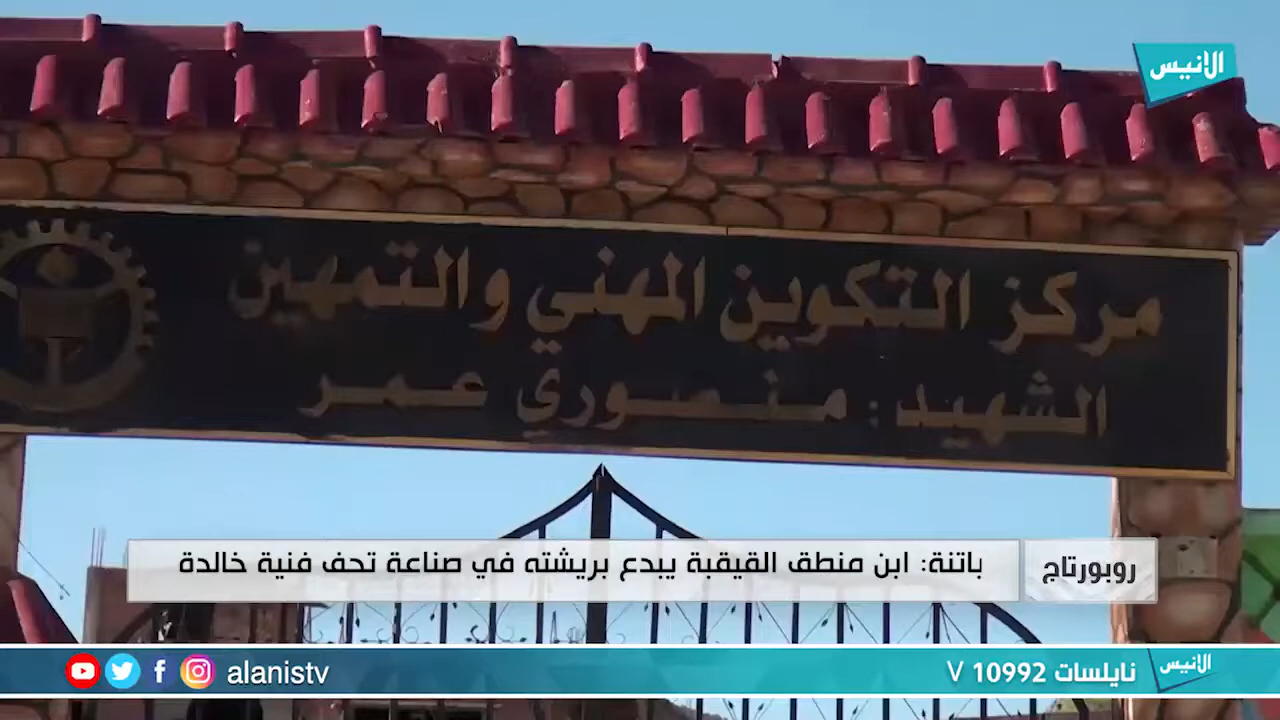 الانيس
مركز التكوين المهني والتمهين
الشهيد : منصوري عمر
روبورتاج
باتنة: ابن منطق القيقبة يبدع بريشته في صناعة تحف فنية خالدة
الانيس
نايلسات 10992 V
alanistv